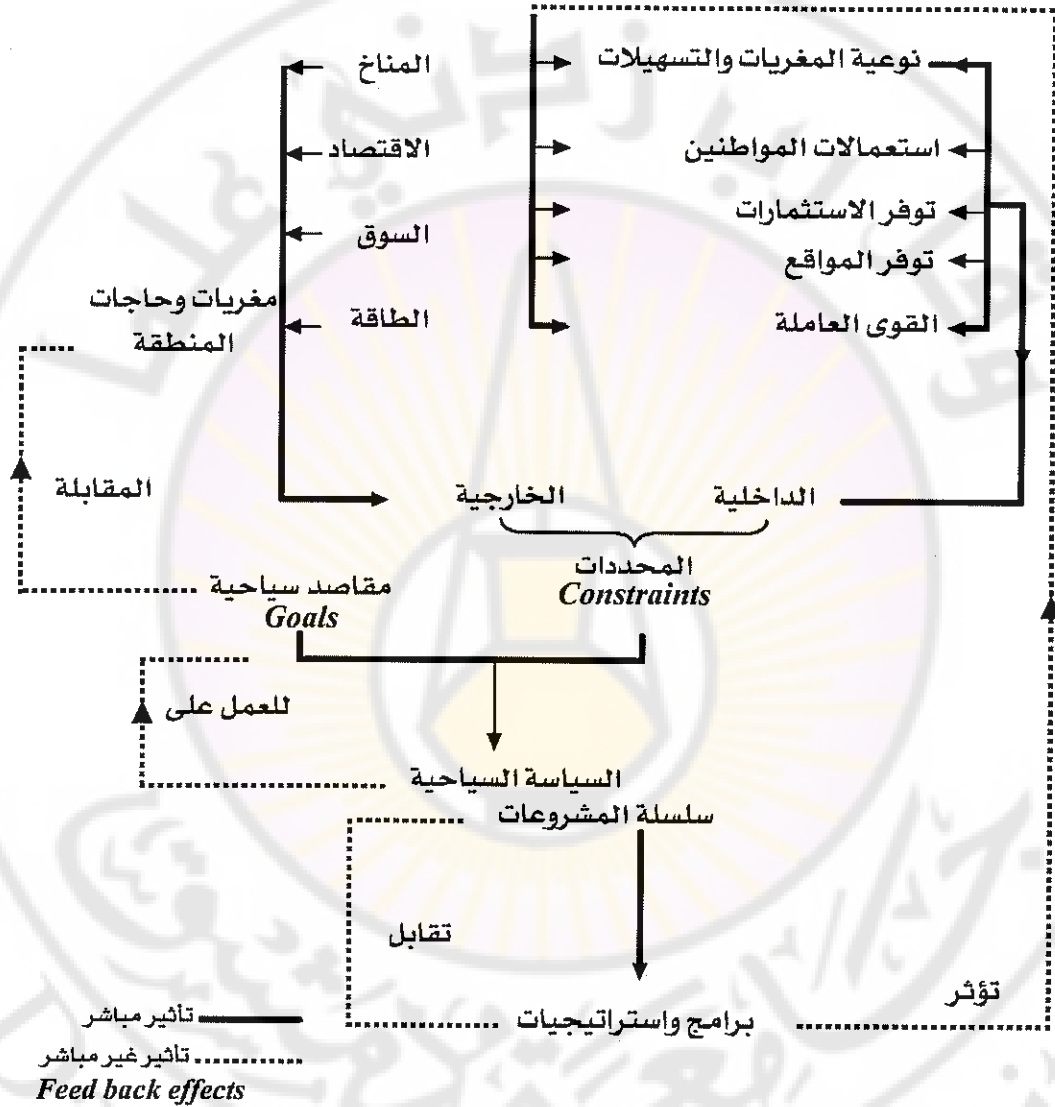 نوعية المغريات والتسهيلات
استعمالات المواطنين
توفر الاستثمارات
توفر المواقع
القوى العاملة
المناخ
الاقتصاد
السوق
الطاقة
مغريات وحاجات
المنطقة
الداخلية
الخارجية
المقابلة
المحددات
Constraints
مقاصد سياحية
Goals
للعمل على
السياسة السياحية
سلسلة المشروعات
تقابل
تؤثر
برامج واستراتيجيات
تأثير مباشر
تأثير غير مباشر
Feed back effects